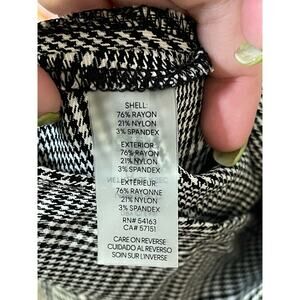 SHELL:
76% RAYON
21% NYLON
3% SPANDEX
EXTERIOR:
76% RAYON
21% NYLON
3% SPANDEX
EXTÉRIEUR:
76% RAYONNE
21% NYLON
3% SPANDEX
RN# 54163
CA# 57151
CARE ON REVERSE
CUIDADO AL REVERSO
SOIN SUR L'INVERSE